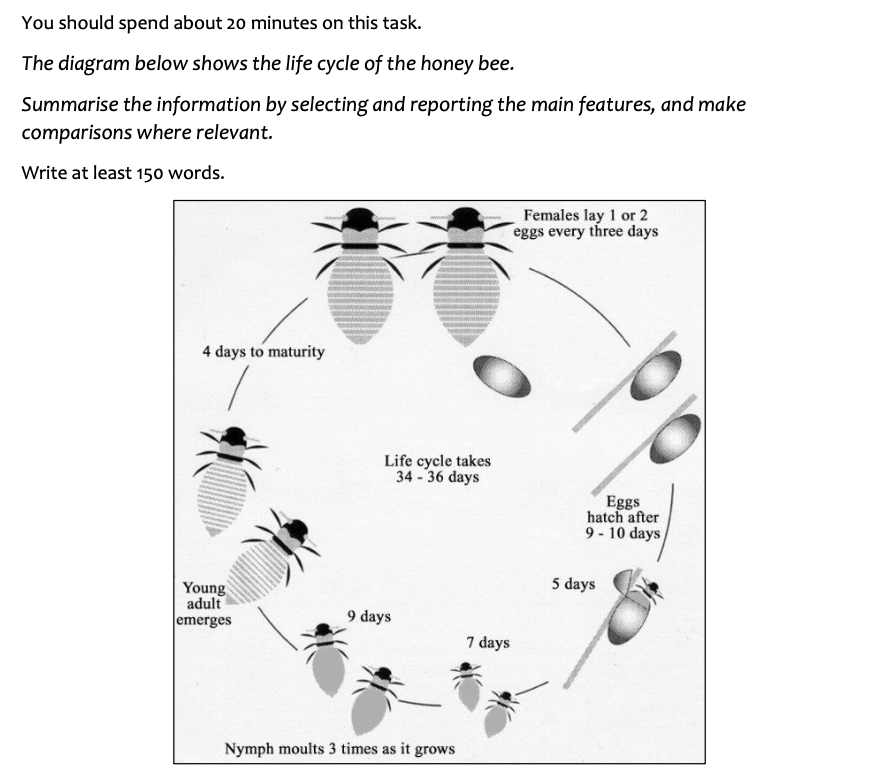 You should spend about 20 minutes on this task.
The diagram below shows the life cycle of the honey bee.
Summarise the information by selecting and reporting the main features, and make
comparisons where relevant.
Write at least 150 words.
Females lay 1 or 2
eggs every three days
4 days to maturity
Life cycle takes
34 - 36 days
Eggs
hatch after
9 - 10 days
5 days
Young
adult
emerges
9 days
7 days
Nymph moults 3 times as it grows